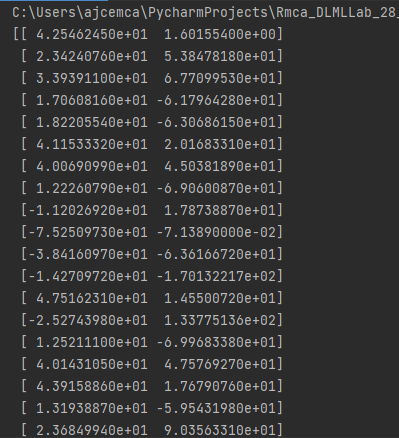 C:\Users\ajcemca\PycharmProjects\Rmca_DLMLLab_28_
[[ 4.25462450e+01  1.60155400e+00]
[ 2.34240760e+01  5.38478180e+01]
[ 3.39391100e+01  6.77099530e+01]
[ 1.70608160e+01 -6.17964280e+01]
[ 1.82205540e+01 -6.30686150e+01]
[ 4.11533320e+01  2.01683310e+01]
[ 4.00690990e+01  4.50381890e+01]
[ 1.22260790e+01 -6.90600870e+01]
[-1.12026920e+01  1.78738870e+01]
[-7.52509730e+01 -7.13890000e-02]
[-3.84160970e+01 -6.36166720e+01]
[-1.42709720e+01 -1.70132217e+02]
[ 4.75162310e+01  1.45500720e+01]
[-2.52743980e+01  1.33775136e+02]
[ 1.25211100e+01 -6.99683380e+01]
[ 4.01431050e+01  4.75769270e+01]
[ 4.39158860e+01  1.76790760e+01]
[ 1.31938870e+01 -5.95431980e+01]
[ 2.36849940e+01  9.03563310e+01]